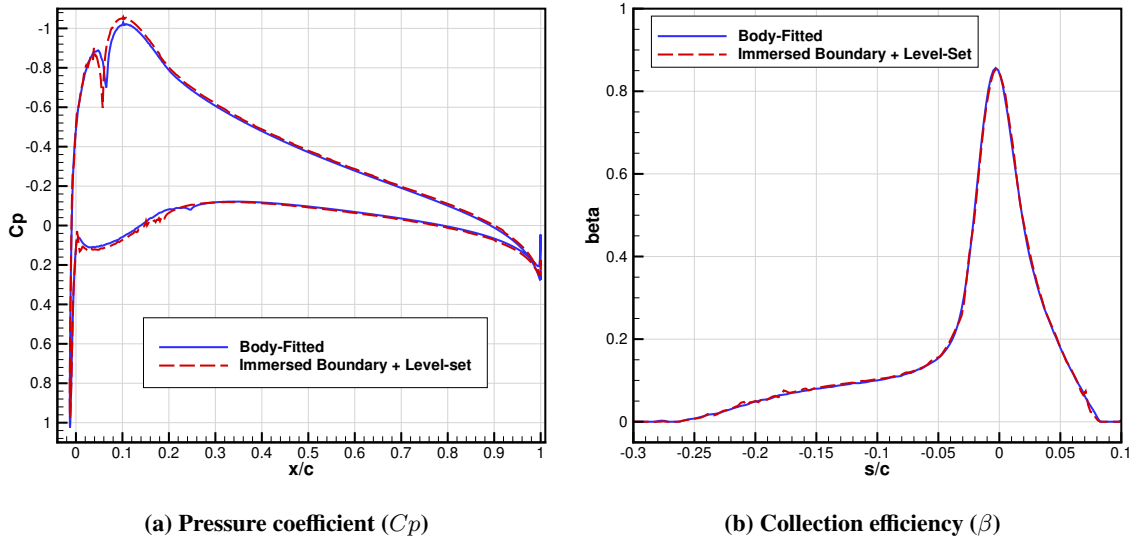 -1
-0.8
-0.6
-0.4
-0.2
0
0.2
0.4
0.6
0.8
1
Cp
Body-Fitted
Immersed Boundary + Level-set
0 0.1 0.2 0.3 0.4 0.5 0.6 0.7 0.8 0.9 1
x/c
(a) Pressure coefficient (Cp)
1
0.8
0.6
0.4
0.2
0
beta
Body-Fitted
Immersed Boundary + Level-Set
-0.3 -0.25 -0.2 -0.15 -0.1 -0.05 0 0.05 0.1
s/c
(b) Collection efficiency (β)